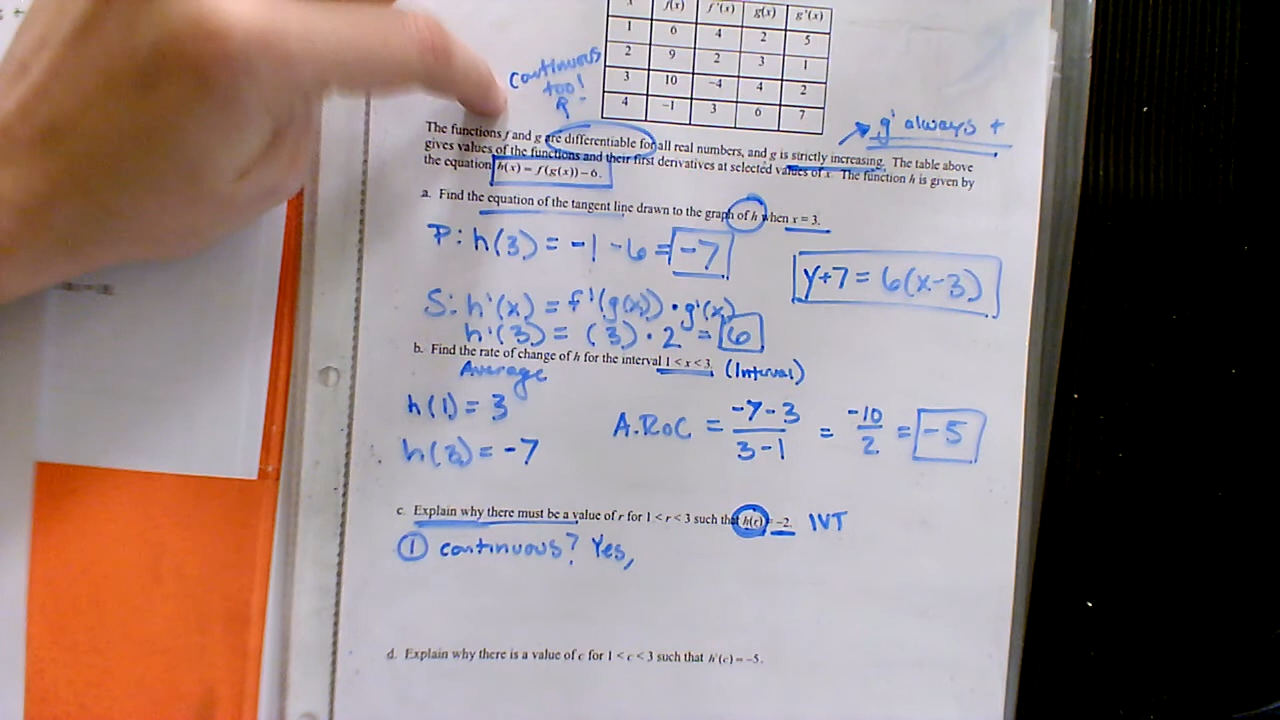 f(x) f'(x) g(x) g'(x)
1 6 4 2 5
2 9 2 3 1
3 10 -4 4 2
4 -1 3 6 7
continuous
too!
g' always +
The functions f and g are differentiable for all real numbers, and g is strictly increasing. The table above
gives values of the functions and their first derivatives at selected values of x. The function h is given by
the equation h(x) = f(g(x)) – 6.
a. Find the equation of the tangent line drawn to the graph of h when x = 3.
P: h(3) = -1 - 6 = -7
y+7 = 6(x-3)
S: h'(x) = f'(g(x)) • g'(x)
h'(3) = (3) • 2 = 6
b. Find the rate of change of h for the interval 1 < x < 3.
Average
(Interval)
h(1) = 3
h(3) = -7
A.RoC = -7-3 / 3-1 = -10 / 2 = -5
c. Explain why there must be a value of r for 1 < r < 3 such that h(r) = -2. IVT
① continuous? Yes,
d. Explain why there is a value of c for 1 < c < 3 such that h'(c) = -5.